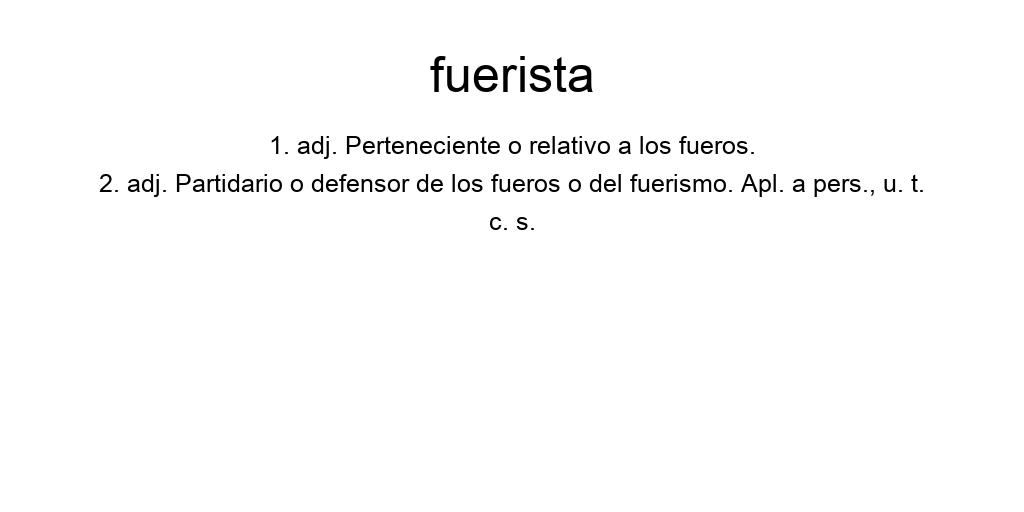 fuerista
1. adj. Perteneciente o relativo a los fueros.
2. adj. Partidario o defensor de los fueros o del fuerismo. Apl. a pers., u. t.
c. s.